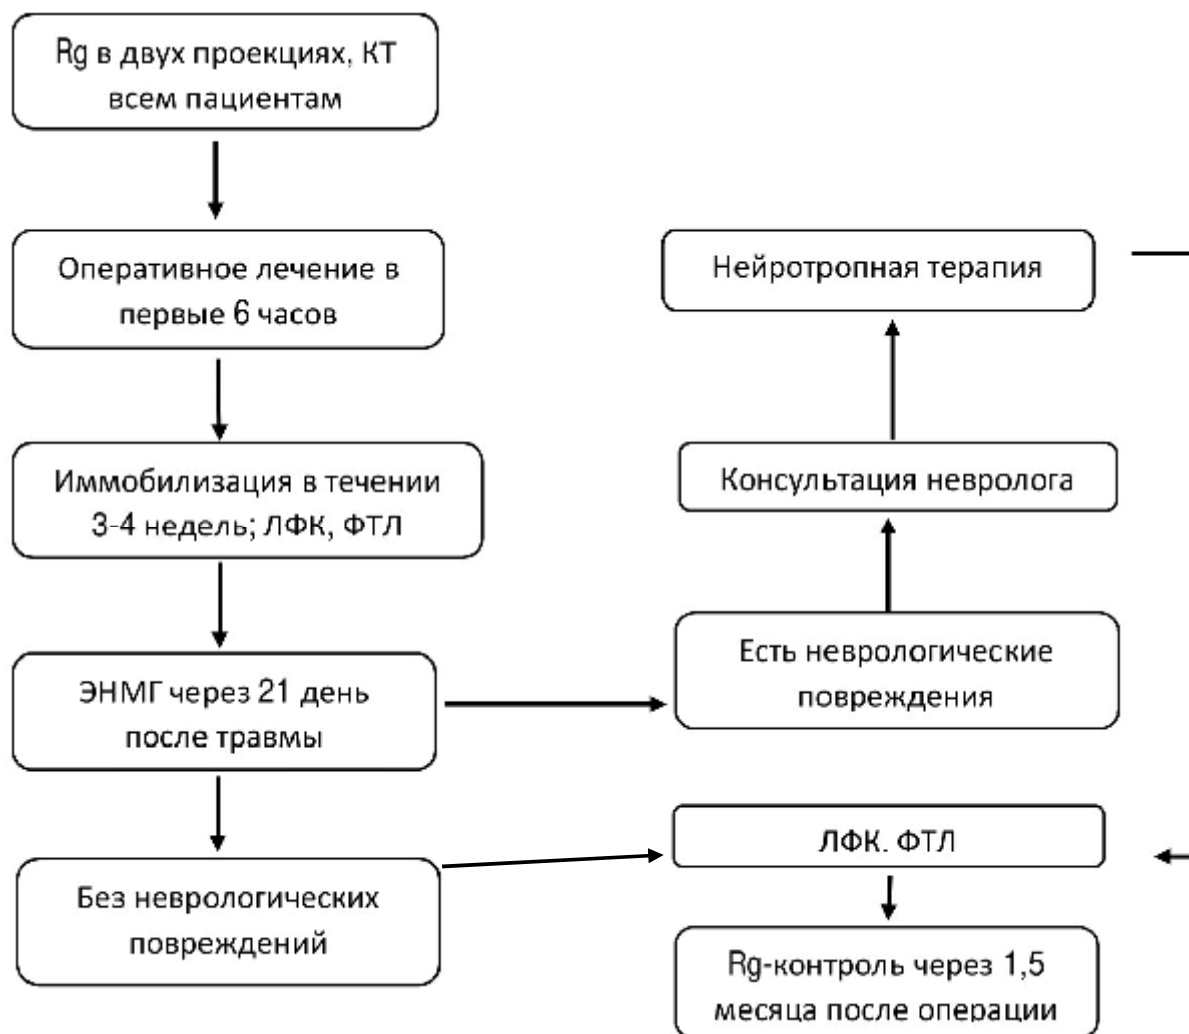 Rg в двух проекциях, КТ
всем пациентам
Оперативное лечение в
первые 6 часов
Иммобилизация в течении
3-4 недель; ЛФК, ФТЛ
ЭНМГ через 21 день
после травмы
Без неврологических
повреждений
Нейротропная терапия
Консультация невролога
Есть неврологические
повреждения
ЛФК. ФТЛ
Rg-контроль через 1,5
месяца после операции